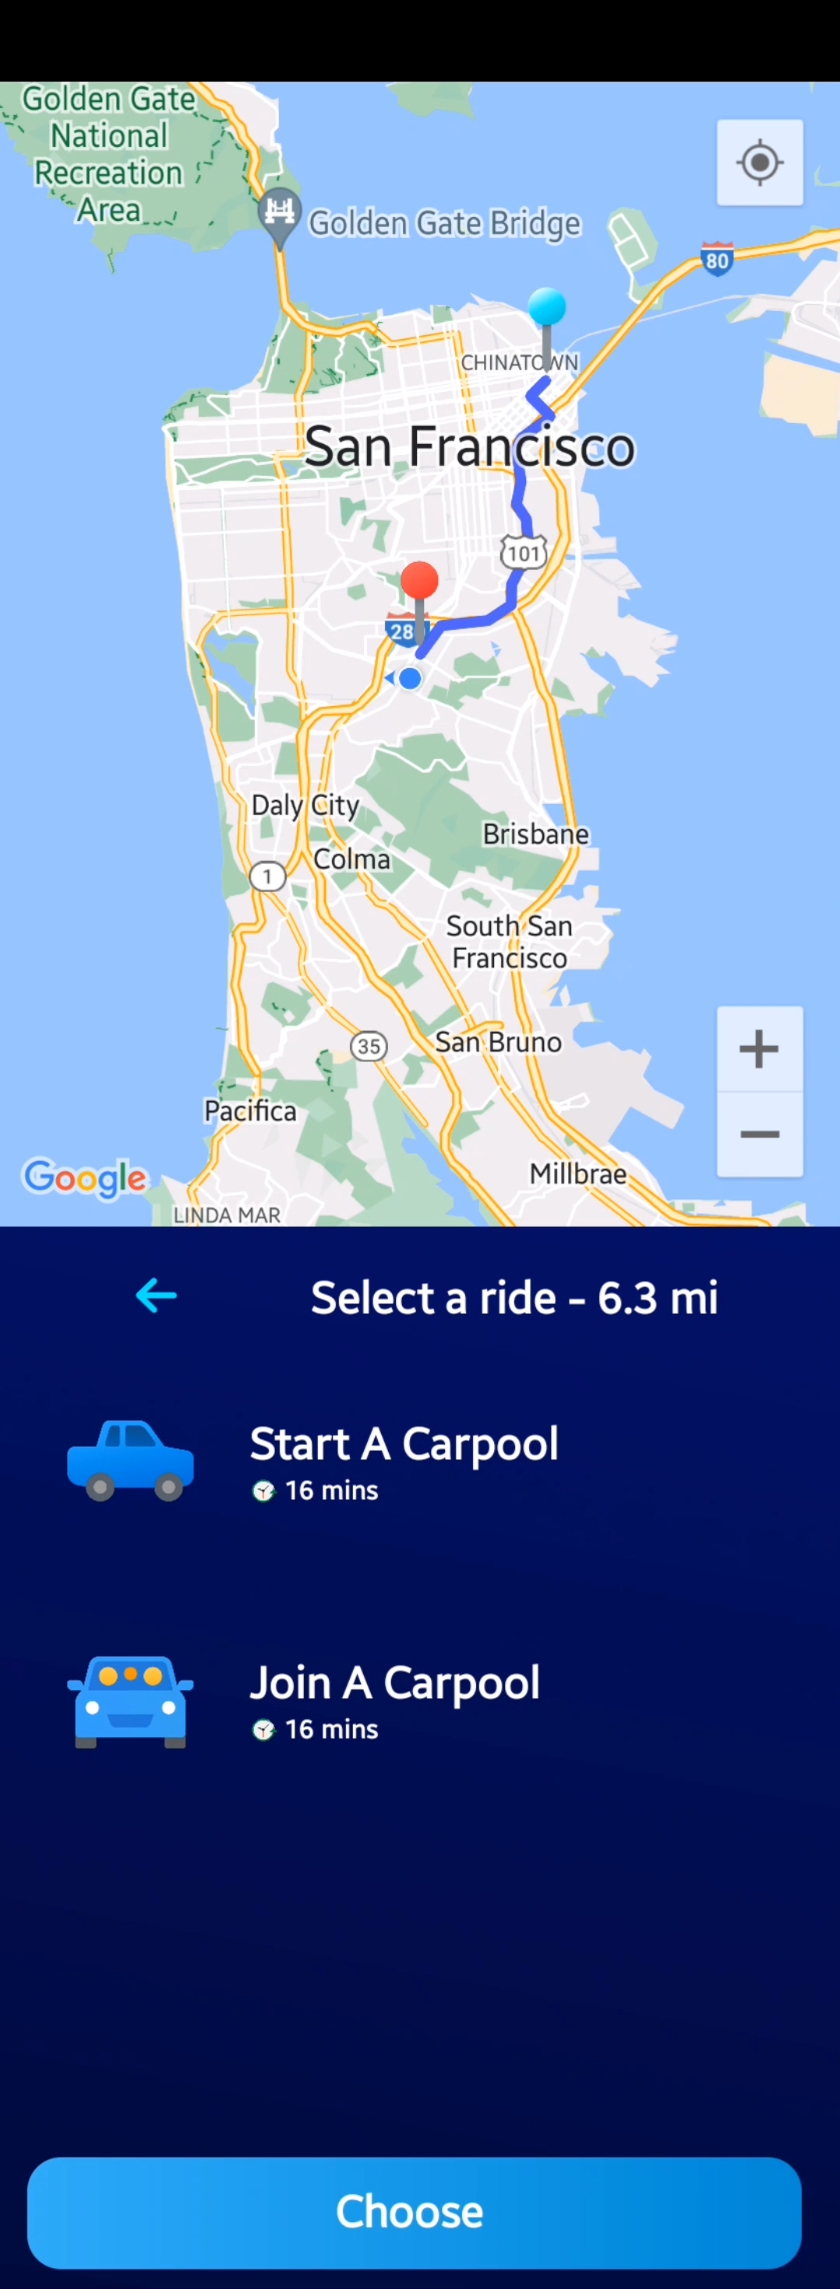 Golden Gate
National
Recreation
Area
Golden Gate Bridge
80
CHINATOWN
San Francisco
101
28
Daly City
Brisbane
Colma
1
South San
Francisco
35
San Bruno
Pacifica
Millbrae
Google
LINDA MAR
Select a ride - 6.3 mi
Start A Carpool
16 mins
Join A Carpool
16 mins
Choose